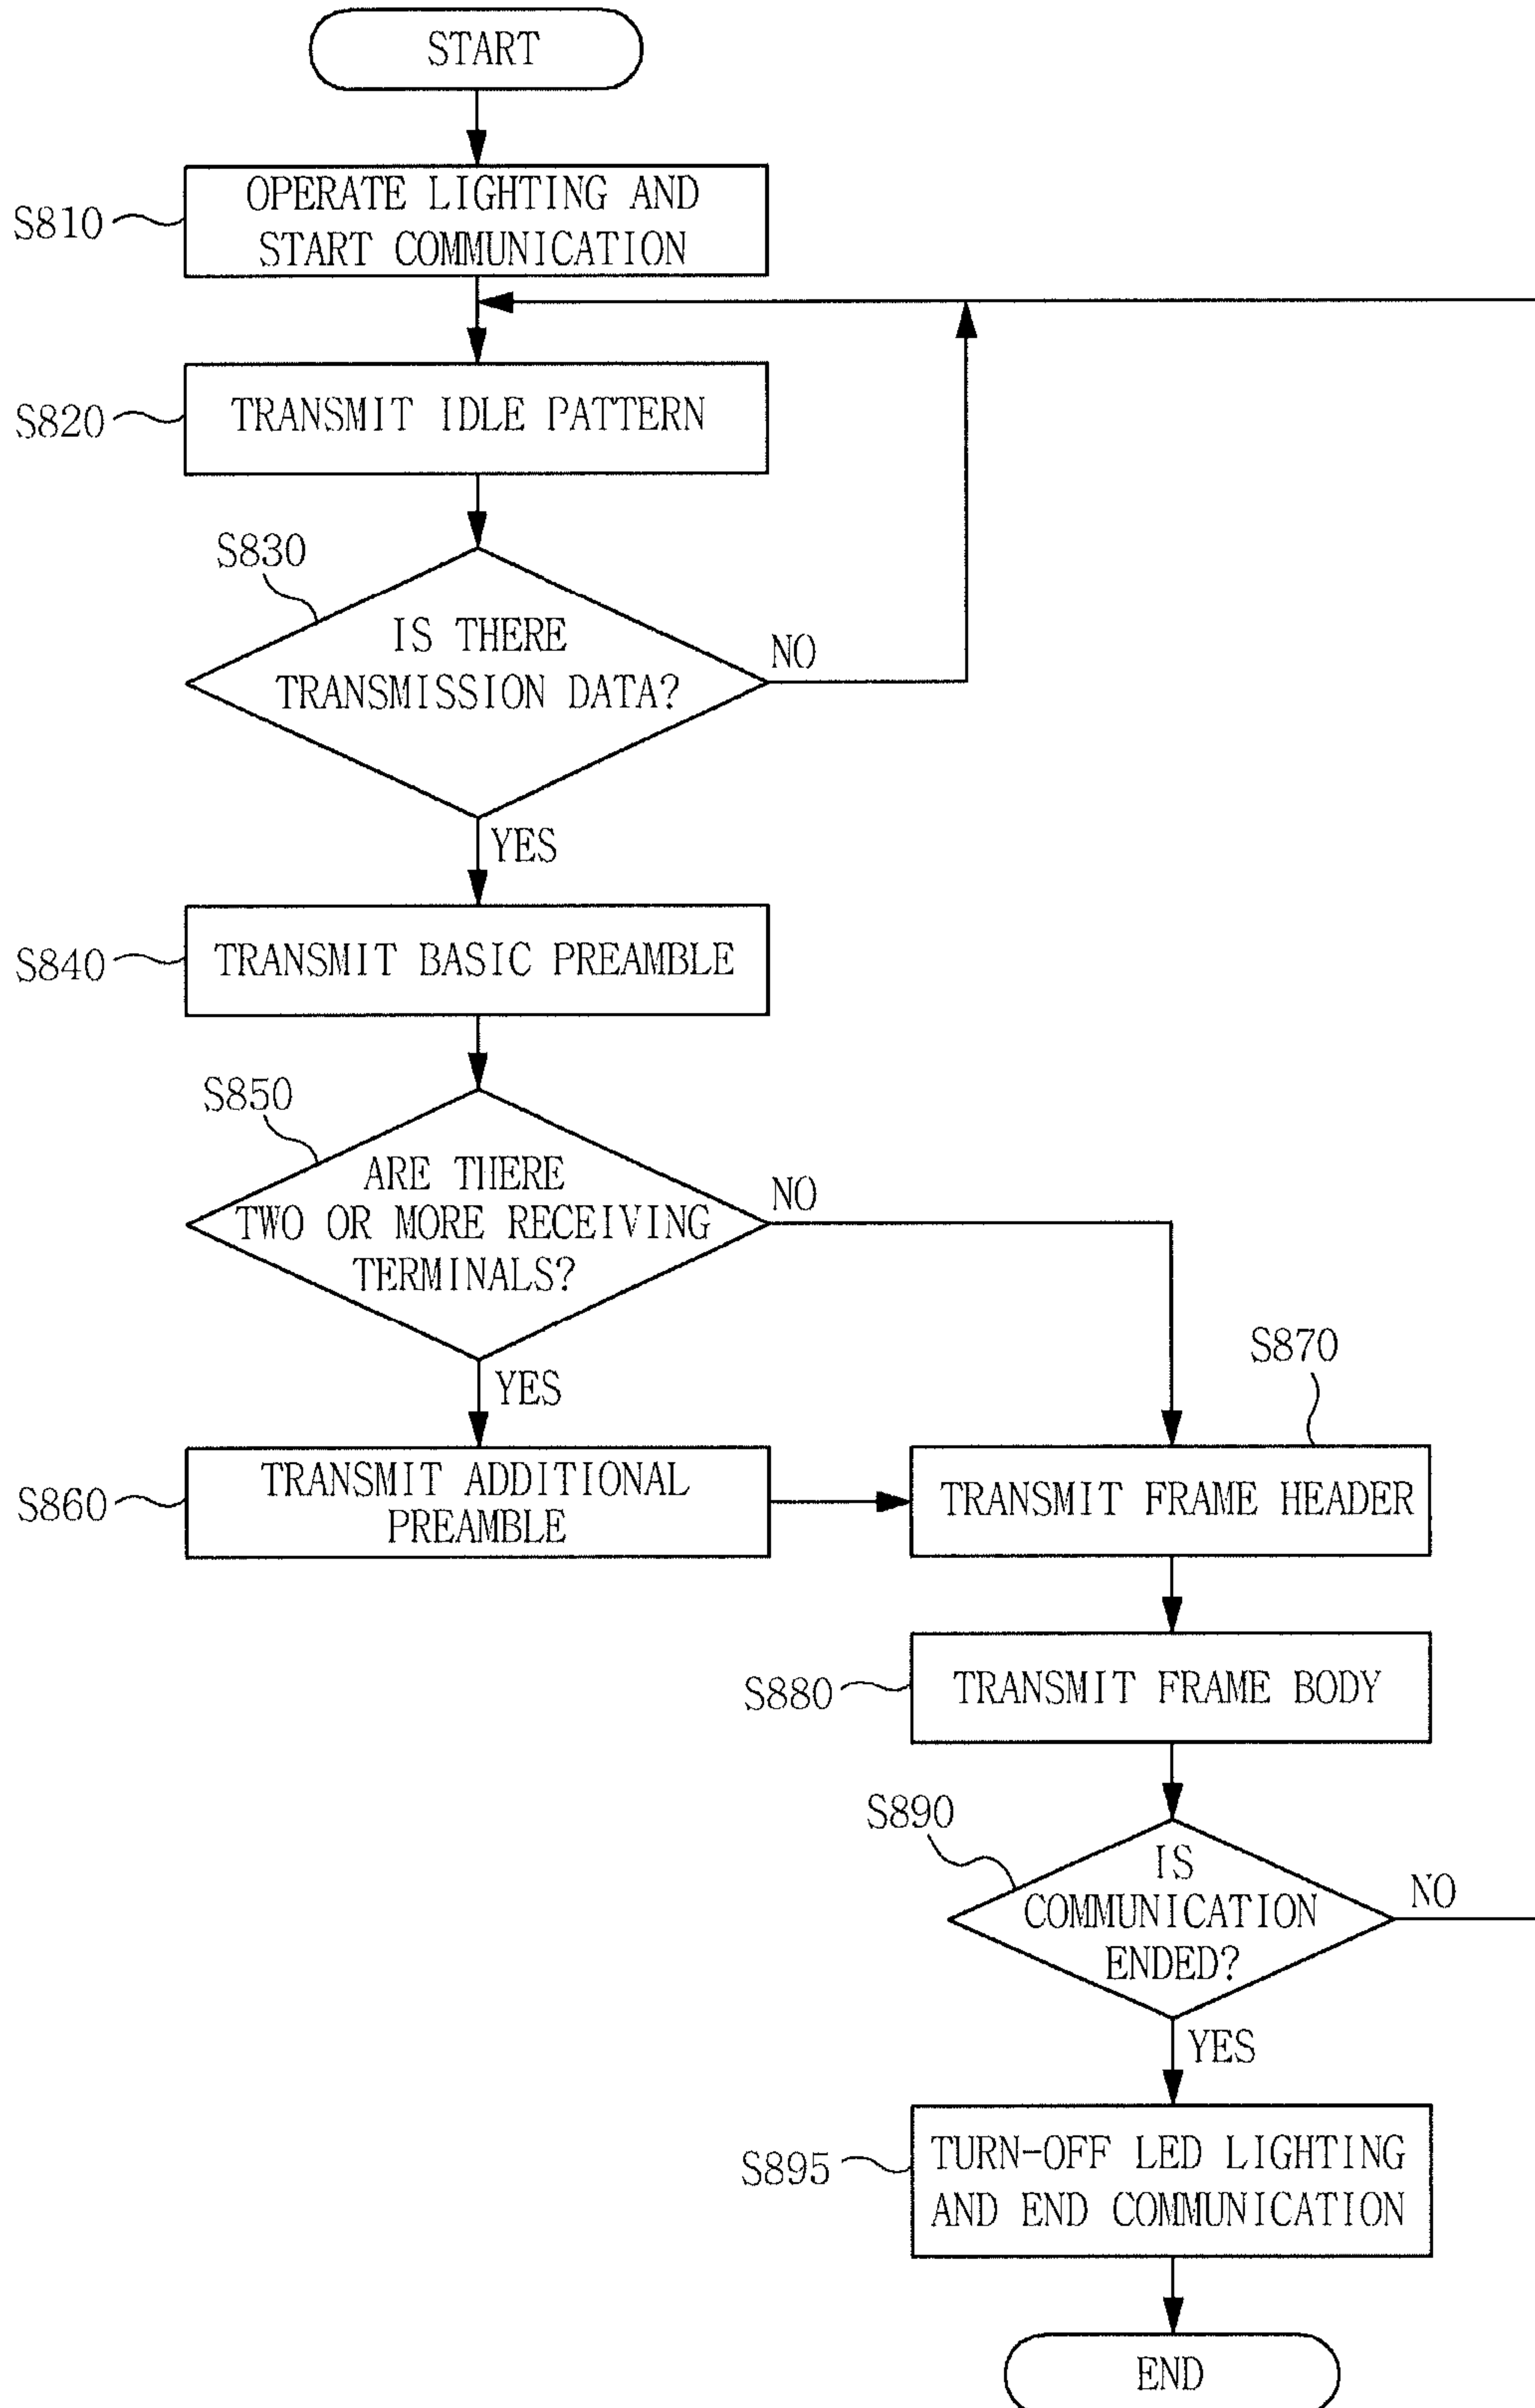 START
S810
OPERATE LIGHTING AND
START COMMUNICATION
S820
TRANSMIT IDLE PATTERN
S830
IS THERE
TRANSMISSION DATA?
NO
YES
S840
TRANSMIT BASIC PREAMBLE
S850
ARE THERE
TWO OR MORE RECEIVING
TERMINALS?
NO
YES
S860
TRANSMIT ADDITIONAL
PREAMBLE
S870
TRANSMIT FRAME HEADER
S880
TRANSMIT FRAME BODY
S890
IS
COMMUNICATION
ENDED?
NO
YES
S895
TURN-OFF LED LIGHTING
AND END COMMUNICATION
END